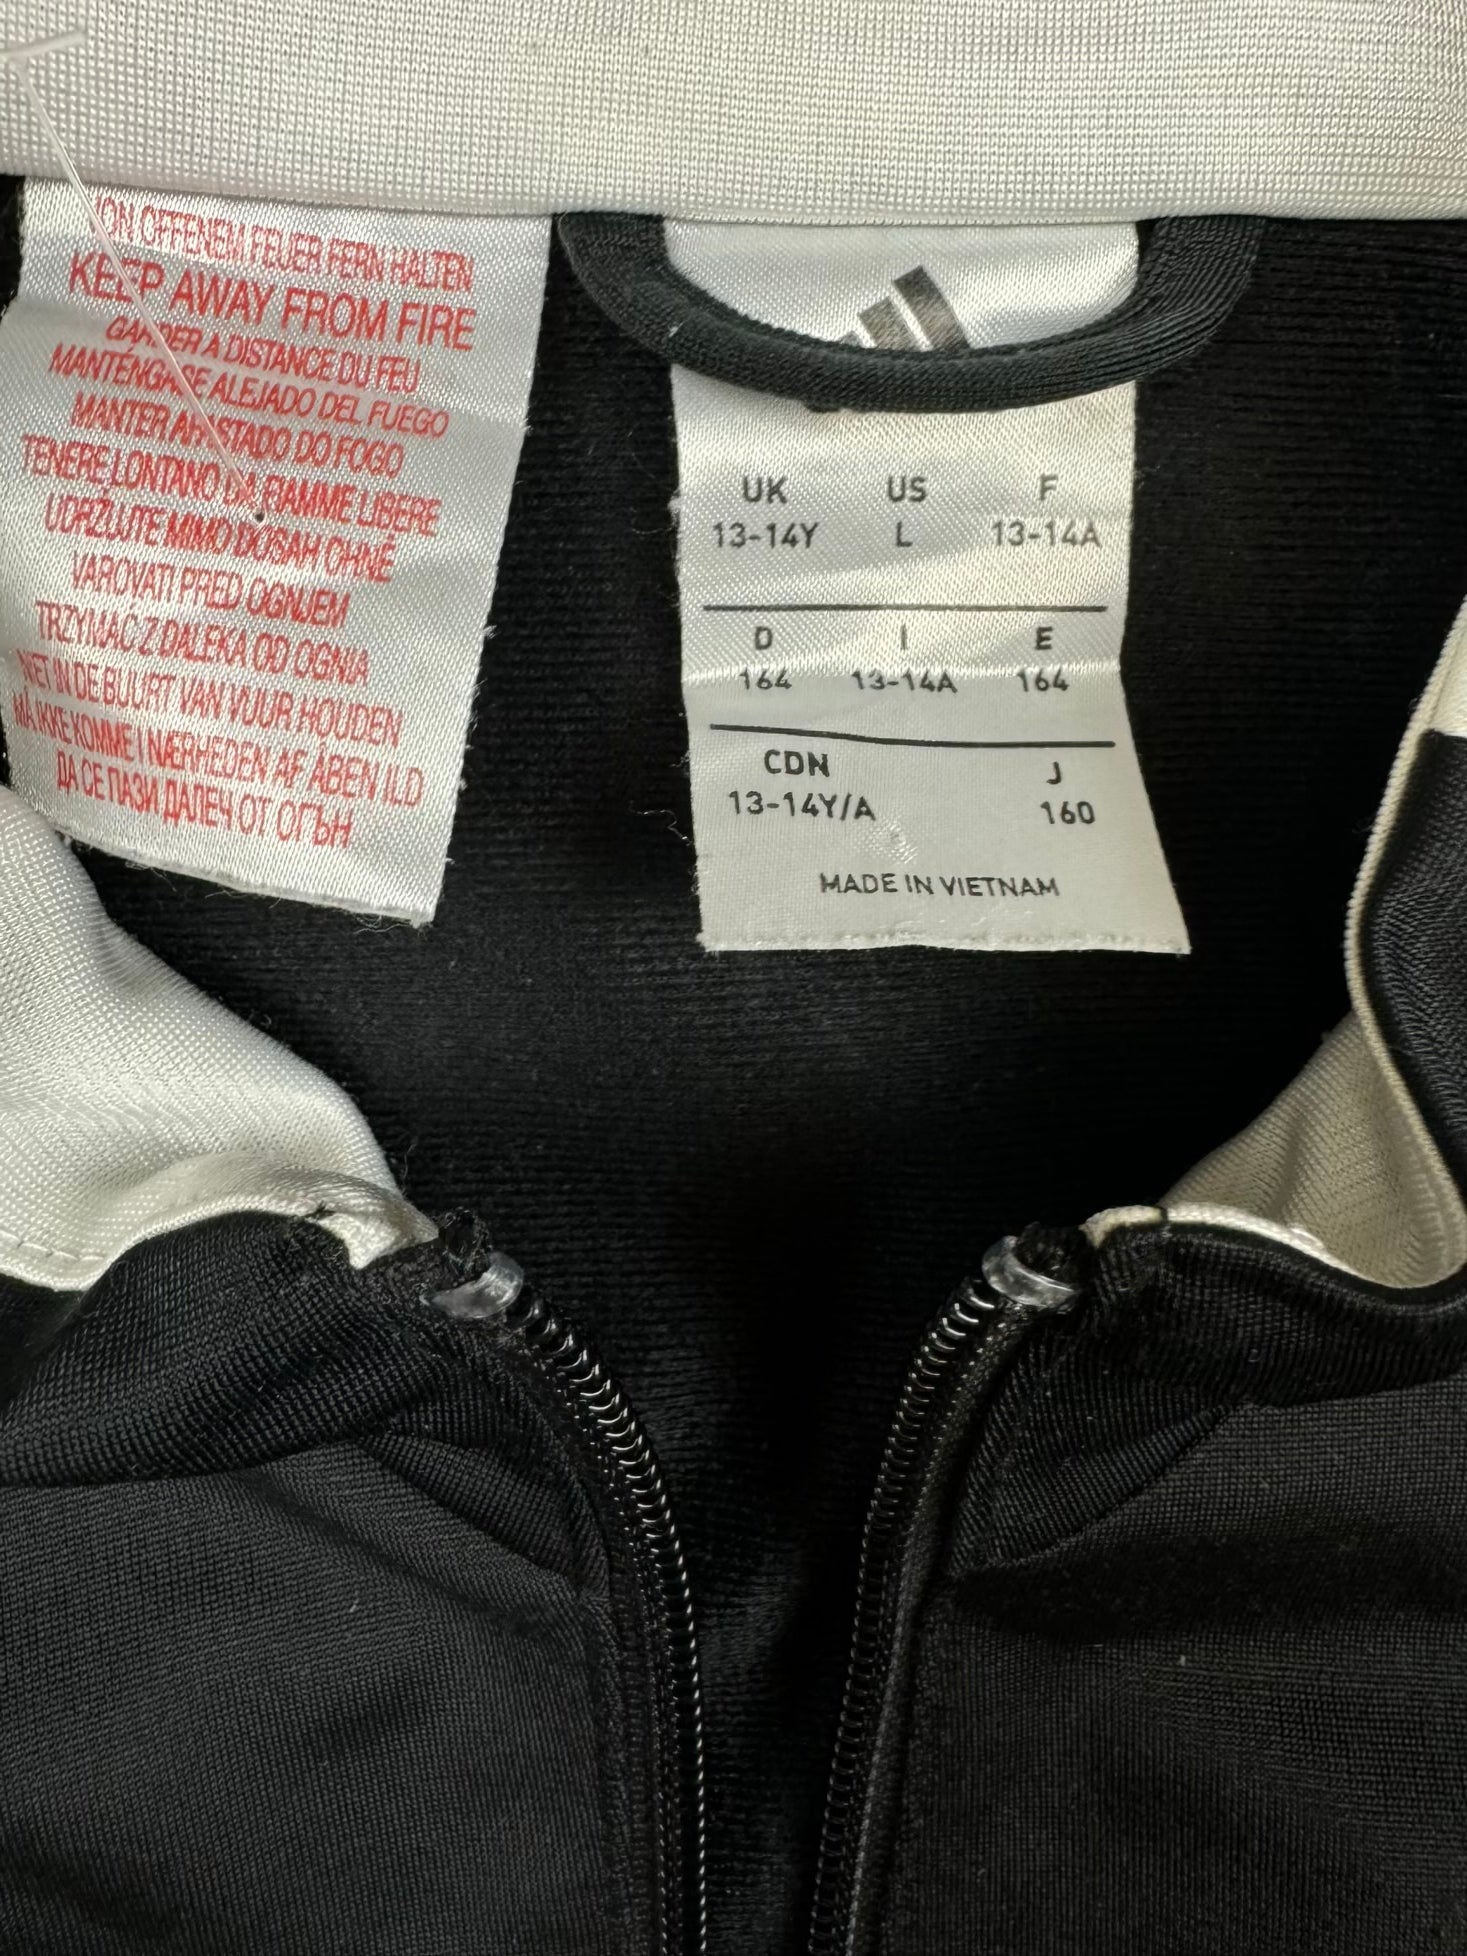 VON OFFENEM FEUER FERN HALTEN
KEEP AWAY FROM FIRE
GARDER A DISTANCE DU FEU
MANTÉNGASE ALEJADO DEL FUEGO
MANTER AFASTADO DO FOGO
TENERE LONTANO DA FIAMME LIBERE
UDRŽUJTE MIMO DOSAH OHNĚ
VAROVATI PRED OGNJEM
TRZYMAĆ Z DALEKA OD OGNIA
NIET IN DE BUURT VAN VUUR HOUDEN
MÅ IKKE KOMME I NÆRHEDEN AF ÅBEN ILD
ДА СЕ ПАЗИ ДАЛЕЧ ОТ ОГЪН
UK US F
13-14Y L 13-14A
D I E
164 13-14A 164
CDN J
13-14Y/A 160
MADE IN VIETNAM